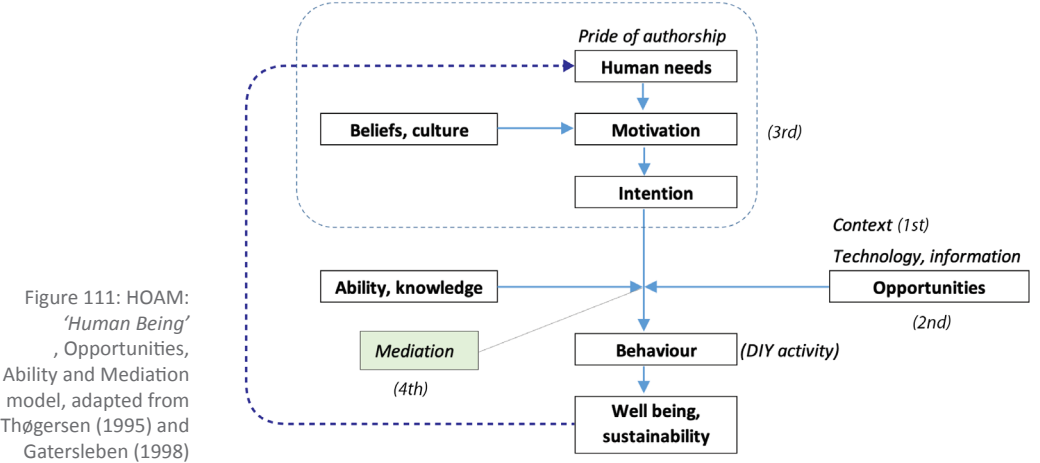 Pride of authorship
Human needs
Beliefs, culture
Motivation
(3rd)
Intention
Context (1st)
Technology, information
Ability, knowledge
Opportunities
(2nd)
Mediation
(4th)
Behaviour
(DIY activity)
Well being,
sustainability
Figure 111: HOAM:
‘Human Being’
, Opportunities,
Ability and Mediation
model, adapted from
Thøgersen (1995) and
Gatersleben (1998)